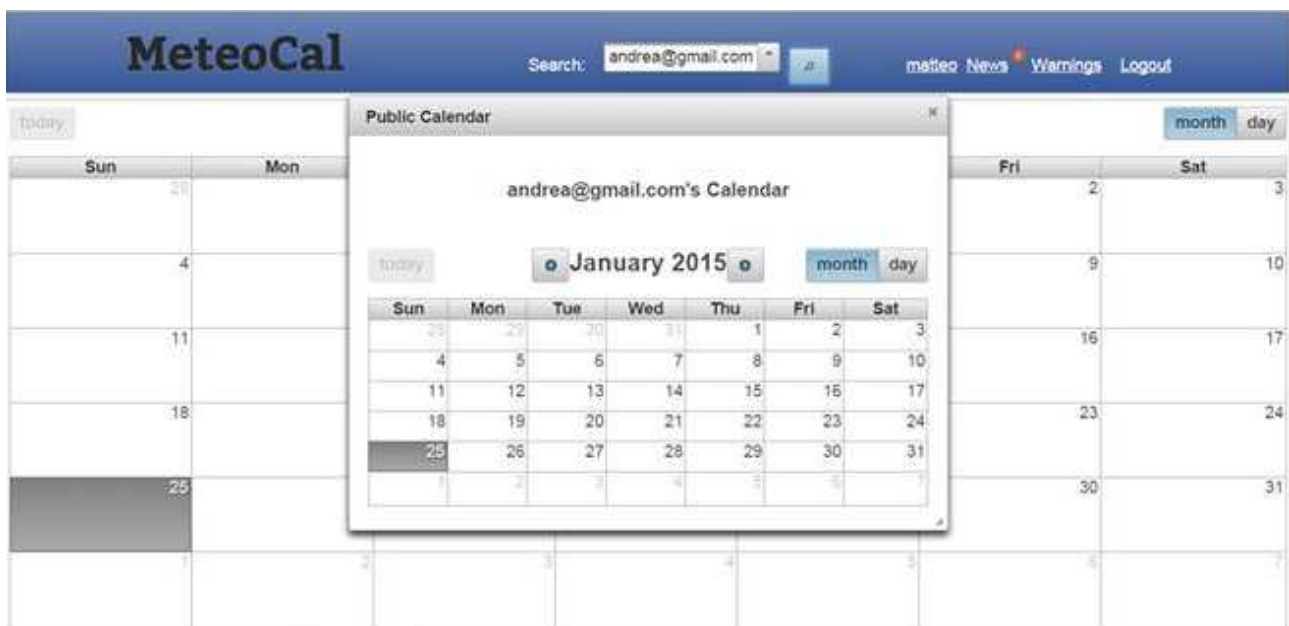 MeteoCal
Search: andrea@gmail.com matteo News Warnings Logout
today month day
Public Calendar
Sun Mon Fri Sat
andrea@gmail.com's Calendar
today January 2015 month day
Sun Mon Tue Wed Thu Fri Sat
28 29 30 31 1 2 3
4 5 6 7 8 9 10
11 12 13 14 15 16 17
18 19 20 21 22 23 24
25 26 27 28 29 30 31
1 2 3 4 5 6 7
28 2 3
4 9 10
11 16 17
18 23 24
25 30 31
1 2 3 4 5 6 7